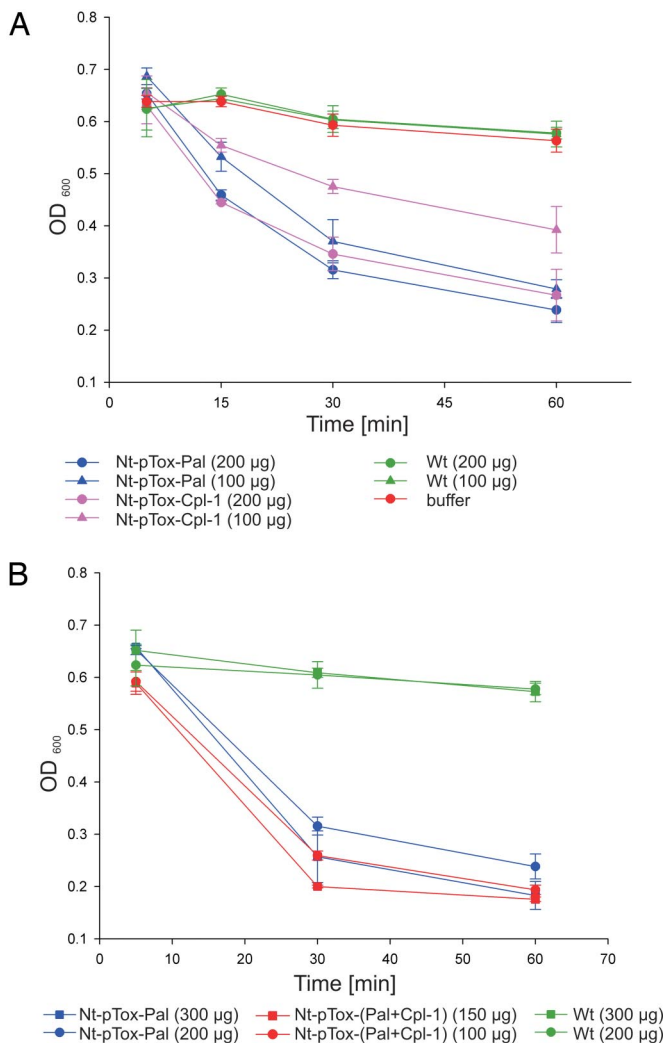 A
0.8
0.7
0.6
0.5
0.4
0.3
0.2
0.1
OD 600
0 15 30 45 60
Time [min]
Nt-pTox-Pal (200 µg)
Nt-pTox-Pal (100 µg)
Nt-pTox-Cpl-1 (200 µg)
Nt-pTox-Cpl-1 (100 µg)
Wt (200 µg)
Wt (100 µg)
buffer
B
0.8
0.7
0.6
0.5
0.4
0.3
0.2
0.1
OD 600
0 10 20 30 40 50 60 70
Time [min]
Nt-pTox-Pal (300 µg) Nt-pTox-(Pal+Cpl-1) (150 µg) Wt (300 µg)
Nt-pTox-Pal (200 µg) Nt-pTox-(Pal+Cpl-1) (100 µg) Wt (200 µg)